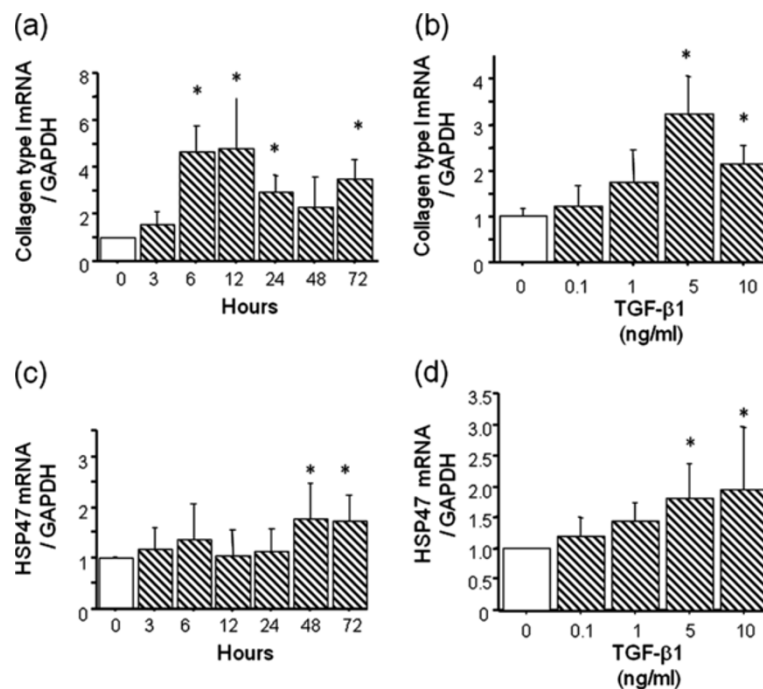 (a)
Collagen type I mRNA
/ GAPDH
8
6
4
2
0
* * * *
0 3 6 12 24 48 72
Hours
(b)
Collagen type I mRNA
/ GAPDH
4
3
2
1
0
* *
0 0.1 1 5 10
TGF-β1
(ng/ml)
(c)
HSP47 mRNA
/ GAPDH
3
2
1
0
* *
0 3 6 12 24 48 72
Hours
(d)
HSP47 mRNA
/ GAPDH
3.5
3.0
2.5
2.0
1.5
1.0
0.5
0
* *
0 0.1 1 5 10
TGF-β1
(ng/ml)